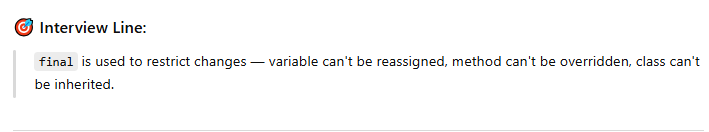 🎯 Interview Line:
final is used to restrict changes — variable can't be reassigned, method can't be overridden, class can't
be inherited.